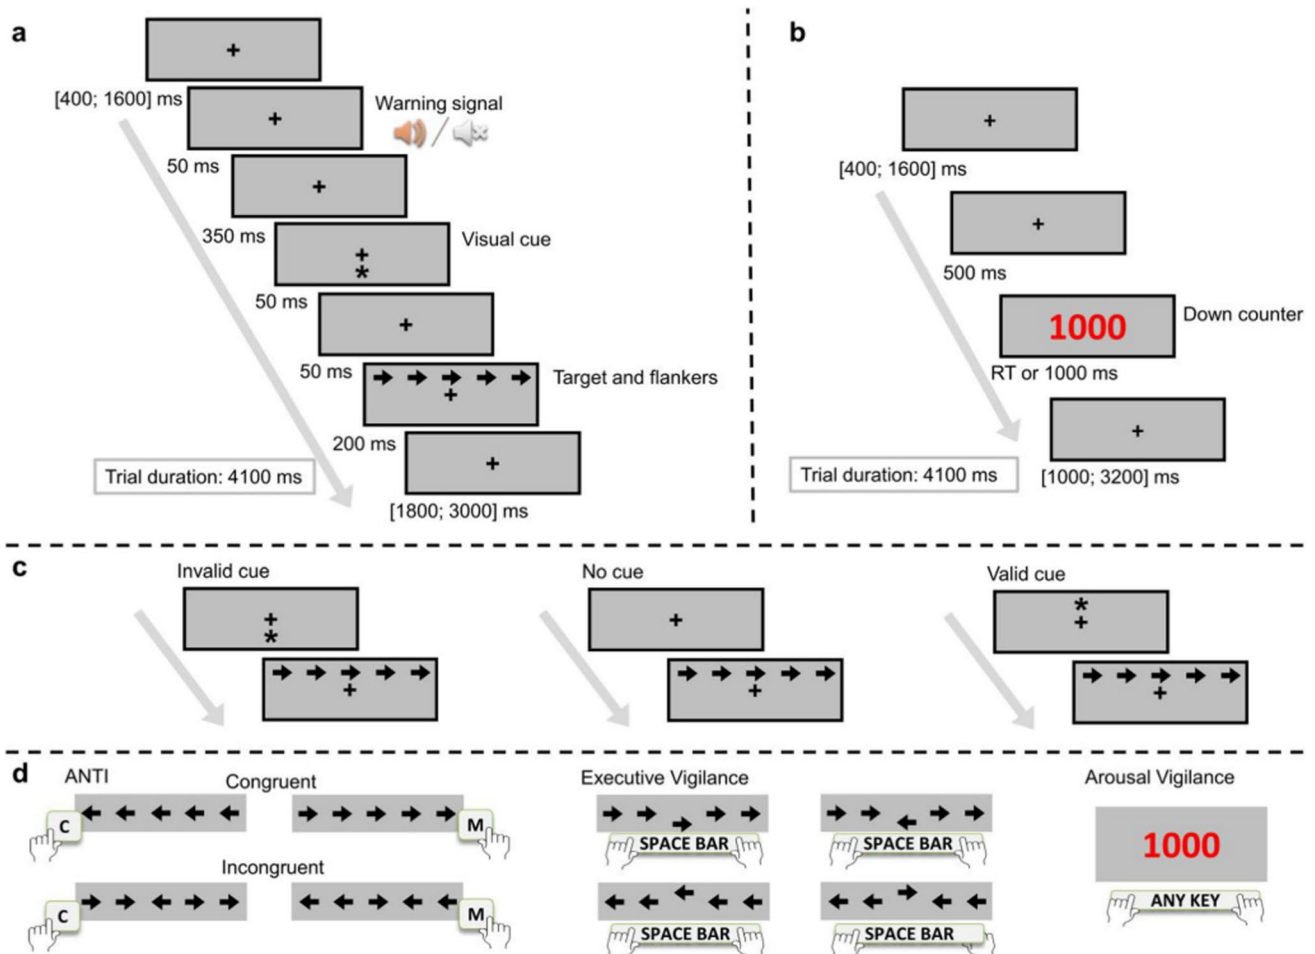 a
[400; 1600] ms
Warning signal
50 ms
350 ms
Visual cue
50 ms
50 ms
Target and flankers
200 ms
Trial duration: 4100 ms
[1800; 3000] ms
b
[400; 1600] ms
500 ms
1000
Down counter
RT or 1000 ms
Trial duration: 4100 ms
[1000; 3200] ms
c
Invalid cue
No cue
Valid cue
d
ANTI
Congruent
C
M
Incongruent
C
M
Executive Vigilance
SPACE BAR
SPACE BAR
SPACE BAR
SPACE BAR
Arousal Vigilance
1000
ANY KEY